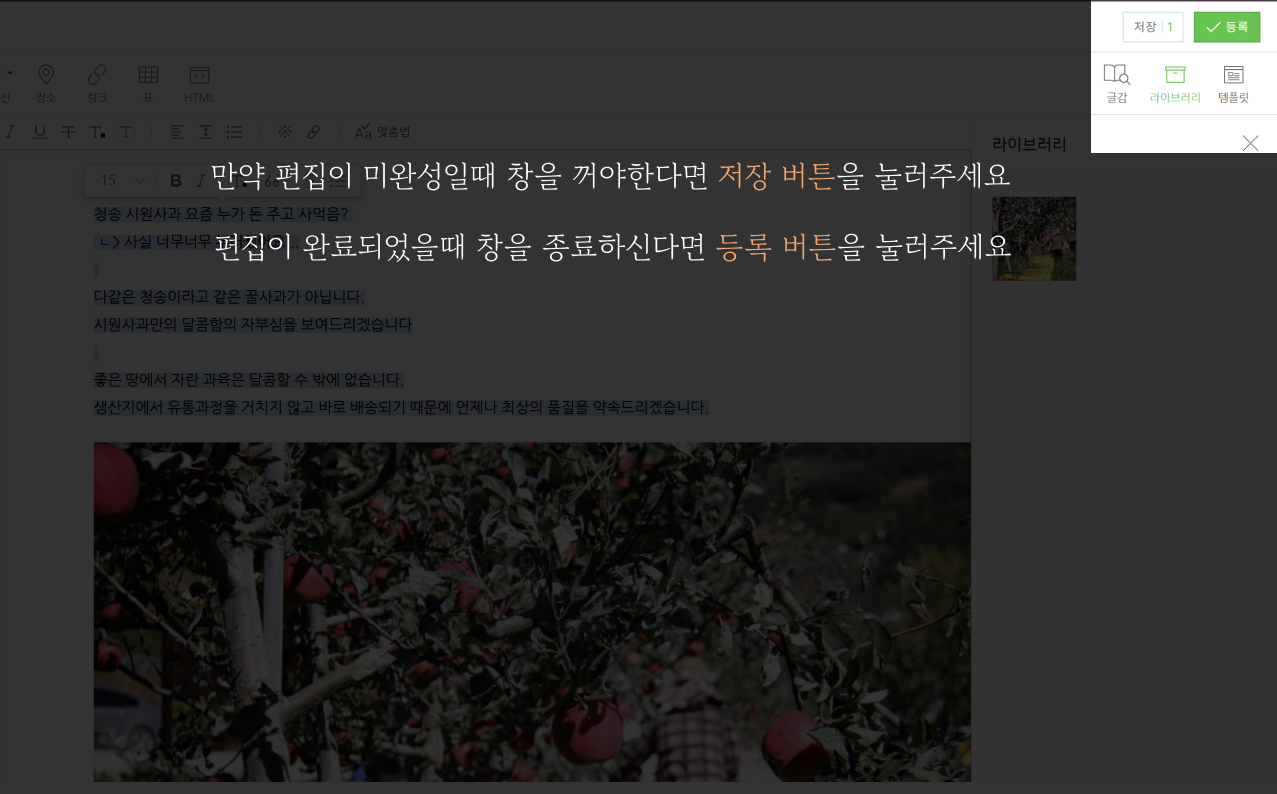 저장 1 등록
선 장소 링크 표 HTML 글감 라이브러리 템플릿
맞춤법
라이브러리
15 B I
만약 편집이 미완성일때 창을 꺼야한다면 저장 버튼을 눌러주세요
청송 시원사과 요즘 누가 돈 주고 사먹음?
ㄴ> 사실 너무너무
편집이 완료되었을때 창을 종료하신다면 등록 버튼을 눌러주세요
다같은 청송이라고 같은 꿀사과가 아닙니다.
시원사과만의 달콤함의 자부심을 보여드리겠습니다
좋은 땅에서 자란 과육은 달콤할 수 밖에 없습니다.
생산지에서 유통과정을 거치지 않고 바로 배송되기 때문에 언제나 최상의 품질을 약속드리겠습니다.